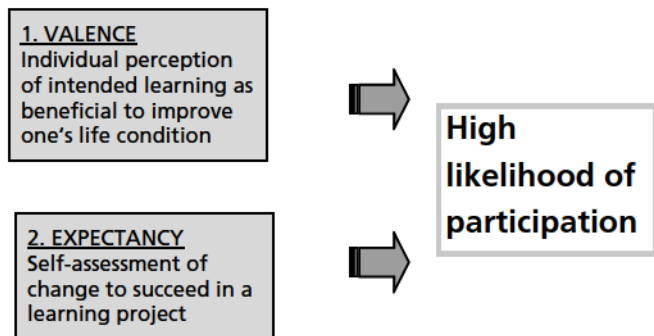 1. VALENCE
Individual perception
of intended learning as
beneficial to improve
one's life condition
High
likelihood of
participation
2. EXPECTANCY
Self-assessment of
change to succeed in a
learning project